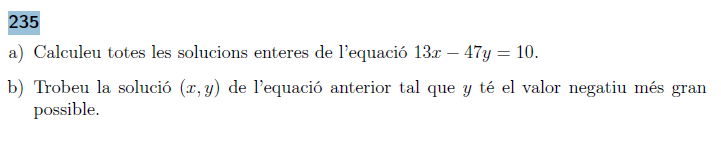 235
a) Calculeu totes les solucions enteres de l'equació 13x − 47y = 10.
b) Trobeu la solució (x, y) de l'equació anterior tal que y té el valor negatiu més gran
possible.